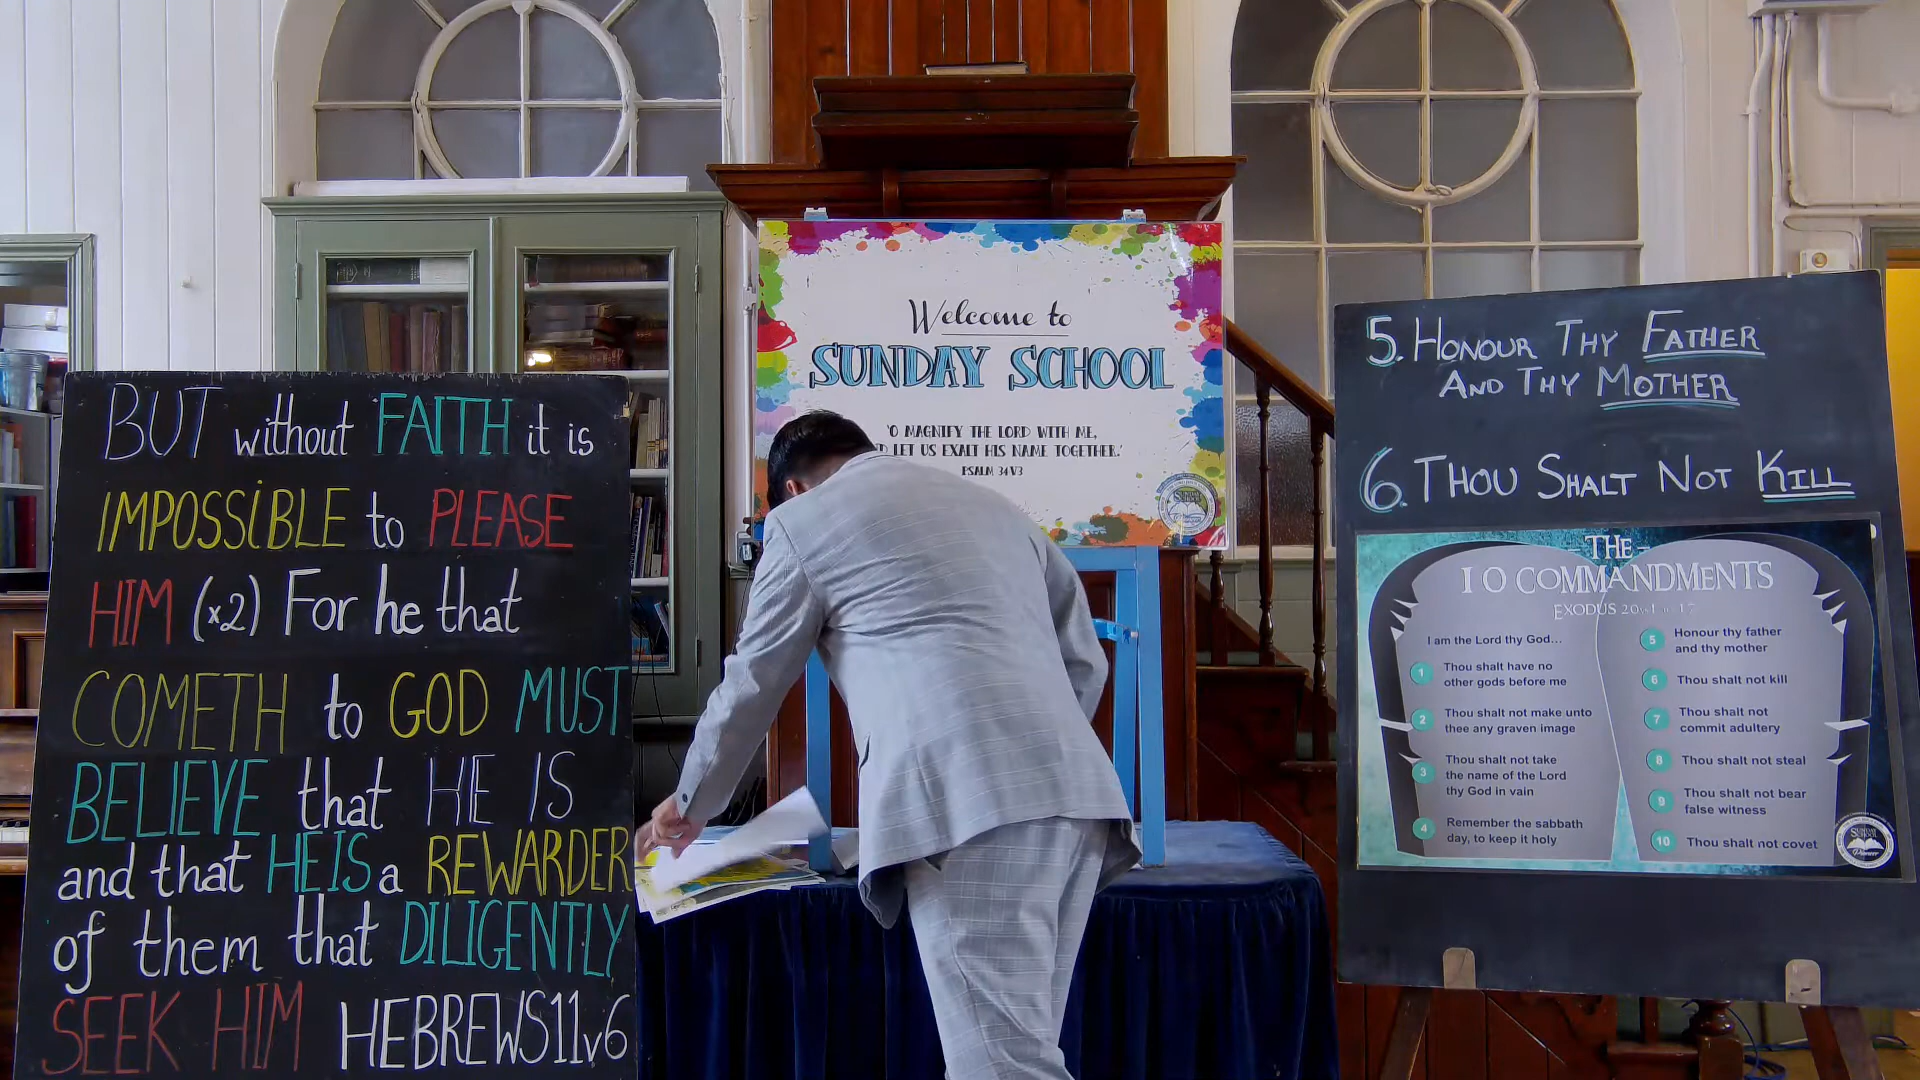 BUT without FAITH it is
IMPOSSIBLE to PLEASE
HIM (x2) For he that
COMETH to GOD MUST
BELIEVE that HE IS
and that HE IS a REWARDER
of them that DILIGENTLY
SEEK HIM HEBREWS 11v6
Welcome to
SUNDAY SCHOOL
'O MAGNIFY THE LORD WITH ME,
LET US EXALT HIS NAME TOGETHER.'
PSALM 34V3
5. HONOUR THY FATHER
AND THY MOTHER
6. THOU SHALT NOT KILL
THE
10 COMMANDMENTS
EXODUS 20
I am the Lord thy God...
1 Thou shalt have no
other gods before me
2 Thou shalt not make unto
thee any graven image
3 Thou shalt not take
the name of the Lord
thy God in vain
4 Remember the sabbath
day, to keep it holy
5 Honour thy father
and thy mother
6 Thou shalt not kill
7 Thou shalt not
commit adultery
8 Thou shalt not steal
9 Thou shalt not bear
false witness
10 Thou shalt not covet
SUNDAY
SCHOOL